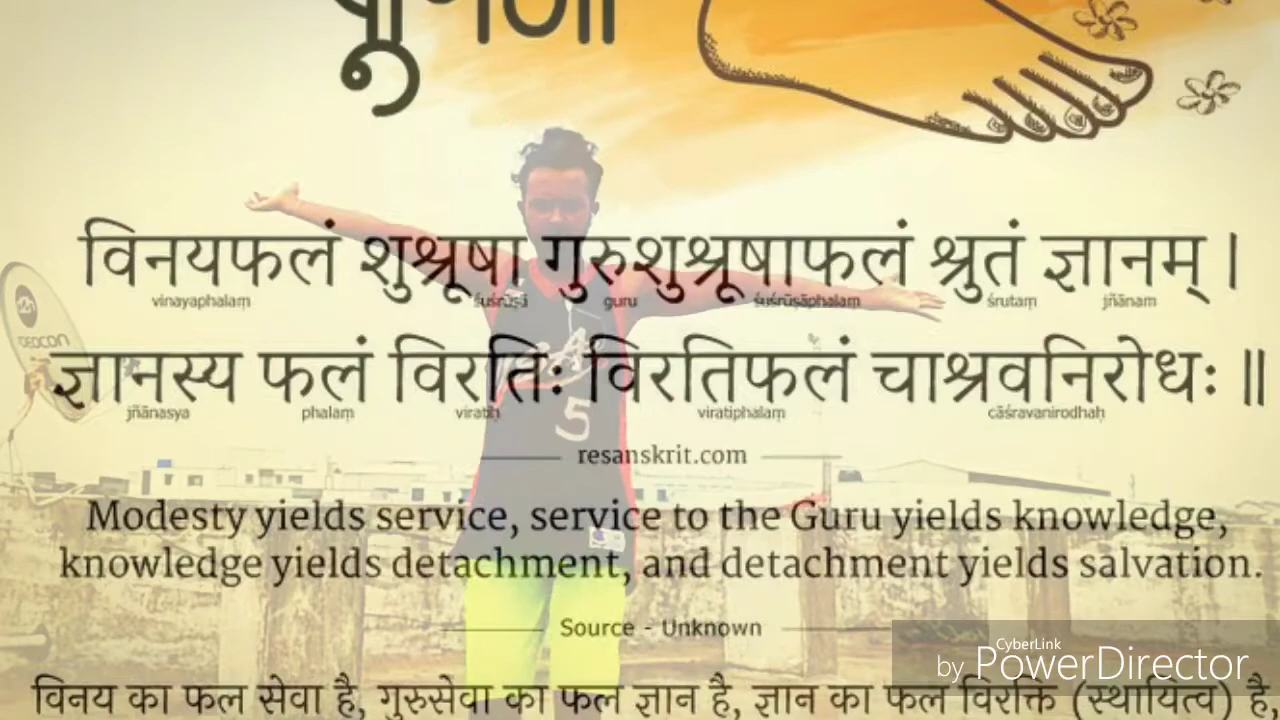 विनयफलं शुश्रूषा गुरुशुश्रूषाफलं श्रुतं ज्ञानम् ।
vinayaphalaṃ śuśrūṣā guru śuśrūṣāphalaṃ śrutaṃ jñānam
ज्ञानस्य फलं विरतिः विरतिफलं चाश्रवनिरोधः ॥
jñānasya phalaṃ viratiḥ viratiphalaṃ cāśravanirodhaḥ
resanskrit.com
Modesty yields service, service to the Guru yields knowledge,
knowledge yields detachment, and detachment yields salvation.
Source - Unknown
विनय का फल सेवा है, गुरुसेवा का फल ज्ञान है, ज्ञान का फल विरक्ति (स्थायित्व) है,
5
CyberLink
by PowerDirector